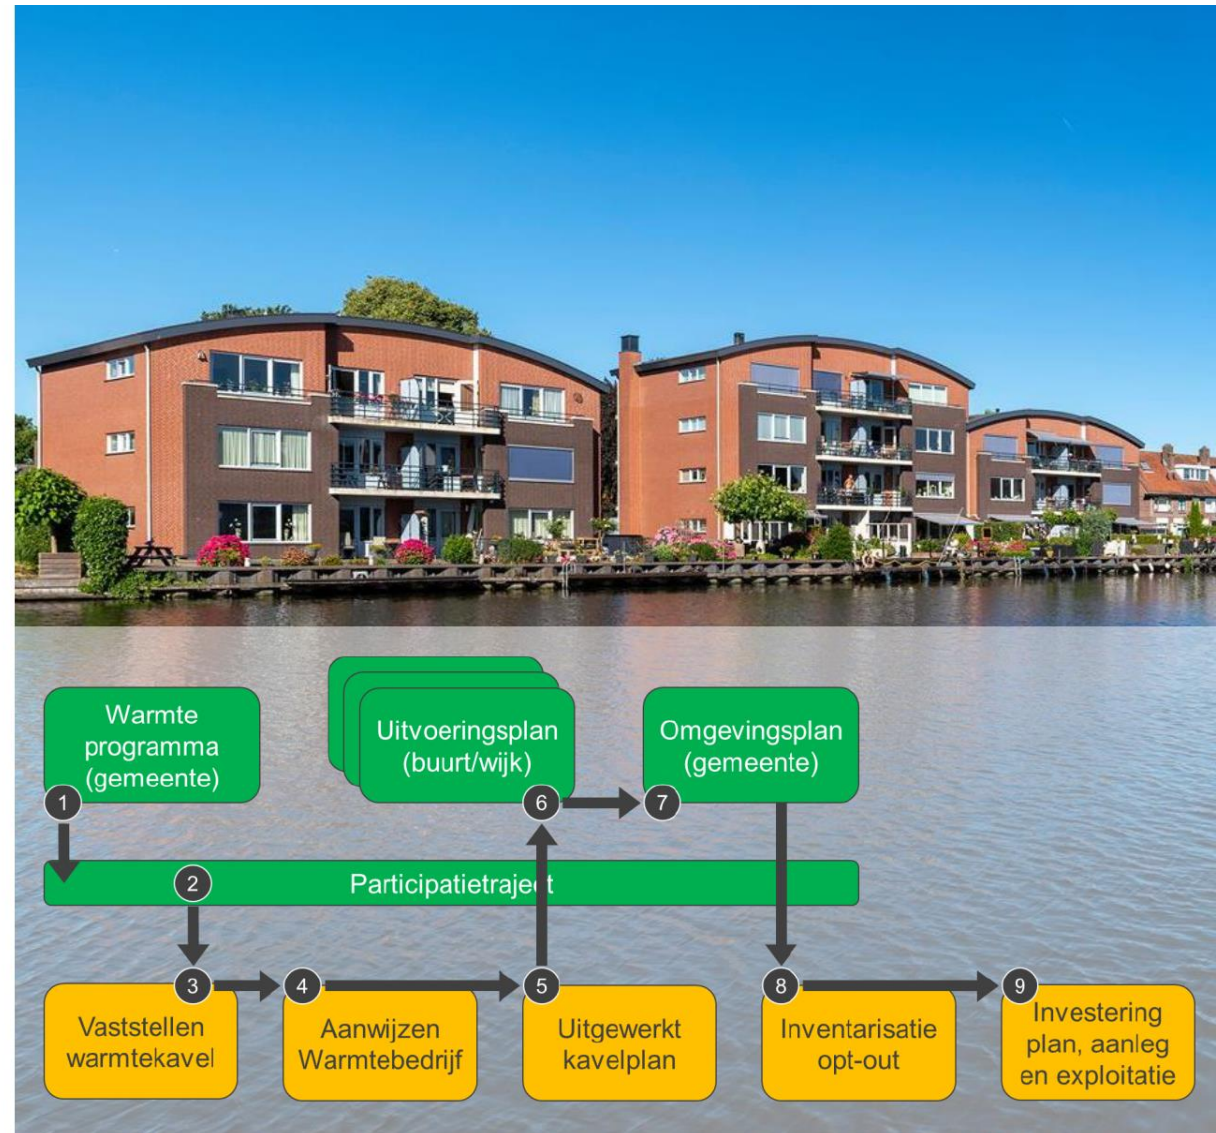 Warmte
programma
(gemeente)
1
Uitvoeringsplan
(buurt/wijk)
6
Omgevingsplan
(gemeente)
7
2
Participatietraject
3
Vaststellen
warmtekavel
4
Aanwijzen
Warmtebedrijf
5
Uitgewerkt
kavelplan
8
Inventarisatie
opt-out
9
Investering
plan, aanleg
en exploitatie